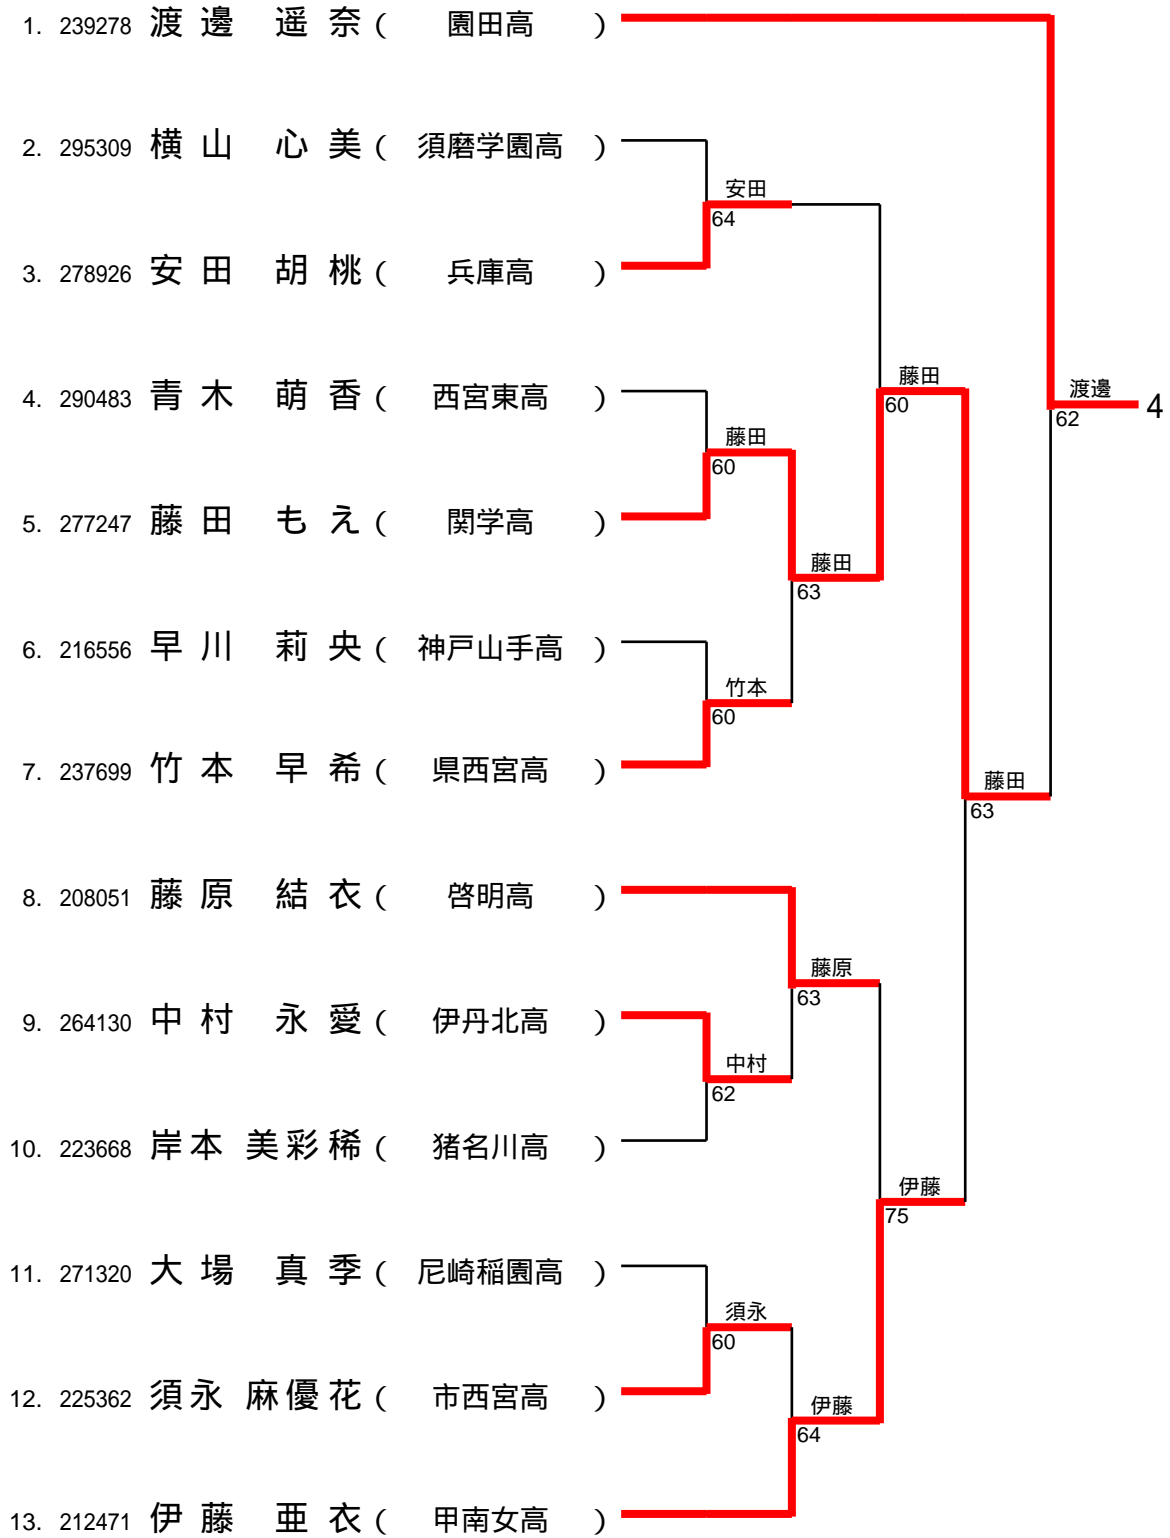 1. 239278 渡邊 遥奈 ( 園田高 )
2. 295309 横山 心美 ( 須磨学園高 )
安田
64
3. 278926 安田 胡桃 ( 兵庫高 )
藤田
60
渡邊
62
4
4. 290483 青木 萌香 ( 西宮東高 )
藤田
60
5. 277247 藤田 もえ ( 関学高 )
藤田
63
6. 216556 早川 莉央 ( 神戸山手高 )
竹本
60
7. 237699 竹本 早希 ( 県西宮高 )
藤田
63
8. 208051 藤原 結衣 ( 啓明高 )
藤原
63
9. 264130 中村 永愛 ( 伊丹北高 )
中村
62
10. 223668 岸本 美彩稀 ( 猪名川高 )
伊藤
75
11. 271320 大場 真季 ( 尼崎稲園高 )
須永
60
12. 225362 須永 麻優花 ( 市西宮高 )
伊藤
64
13. 212471 伊藤 亜衣 ( 甲南女高 )